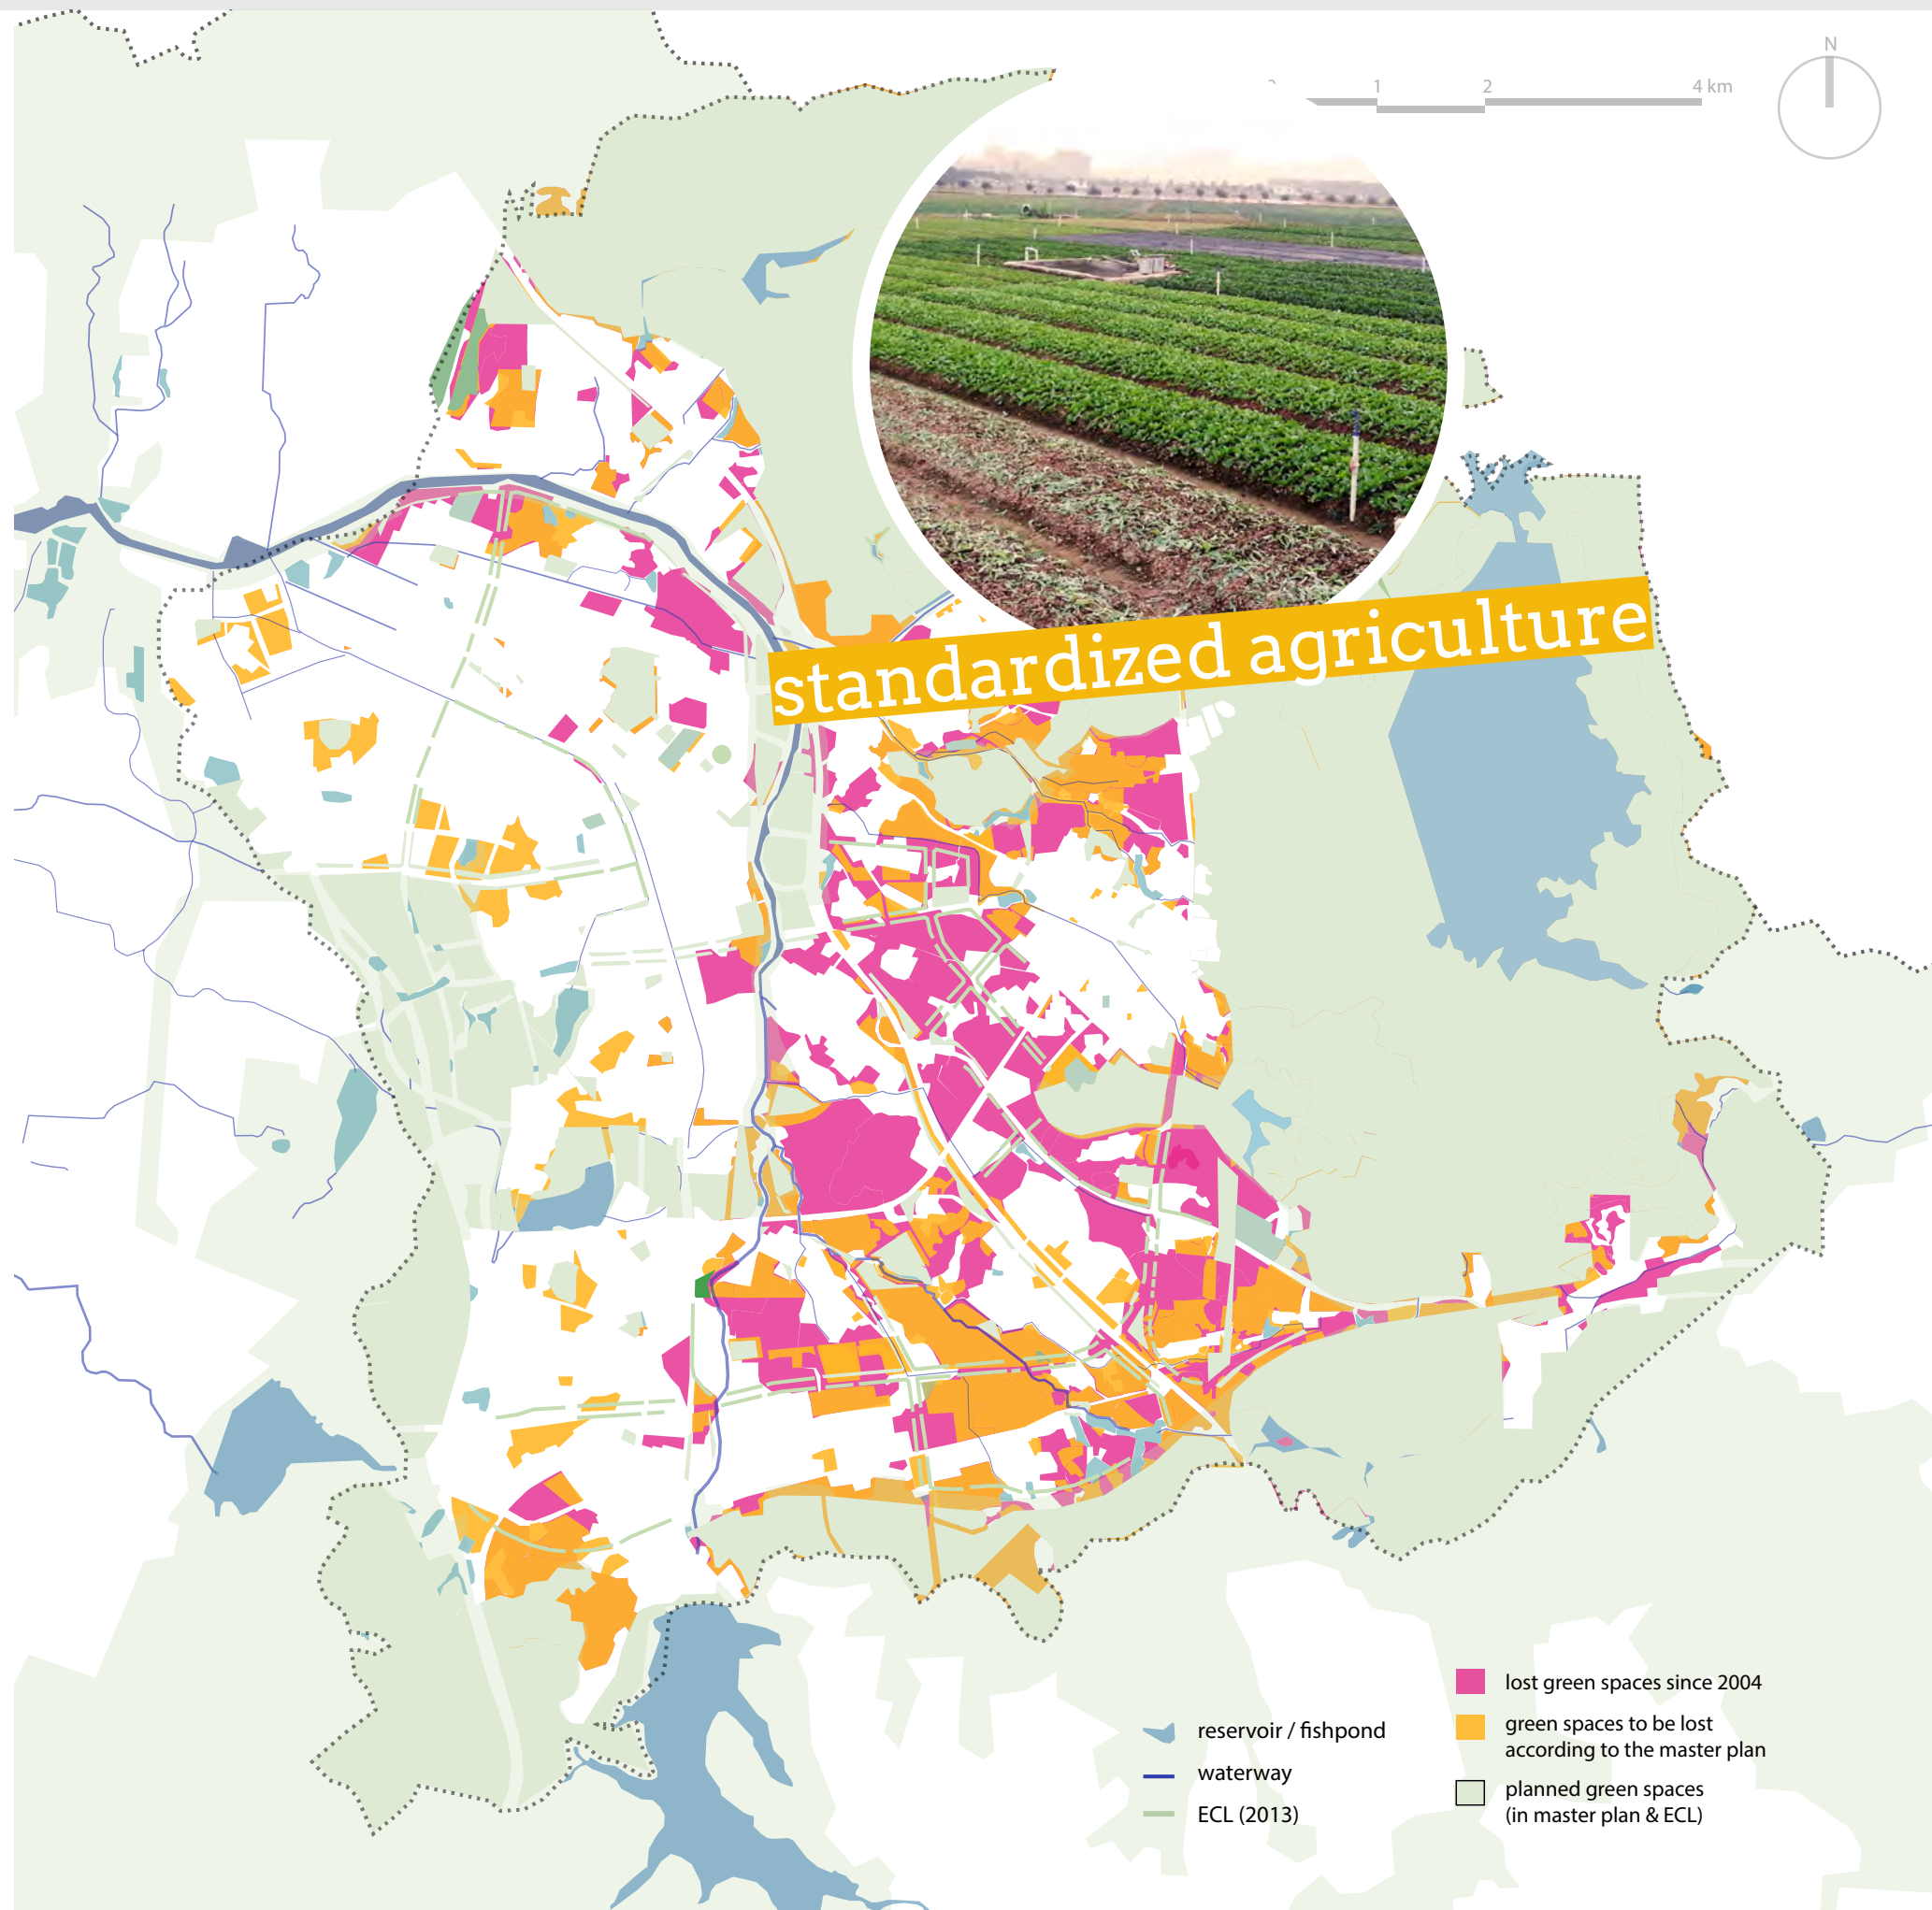 N
1 2 4 km
standardized agriculture
lost green spaces since 2004
reservoir / fishpond
green spaces to be lost
according to the master plan
waterway
planned green spaces
(in master plan & ECL)
ECL (2013)